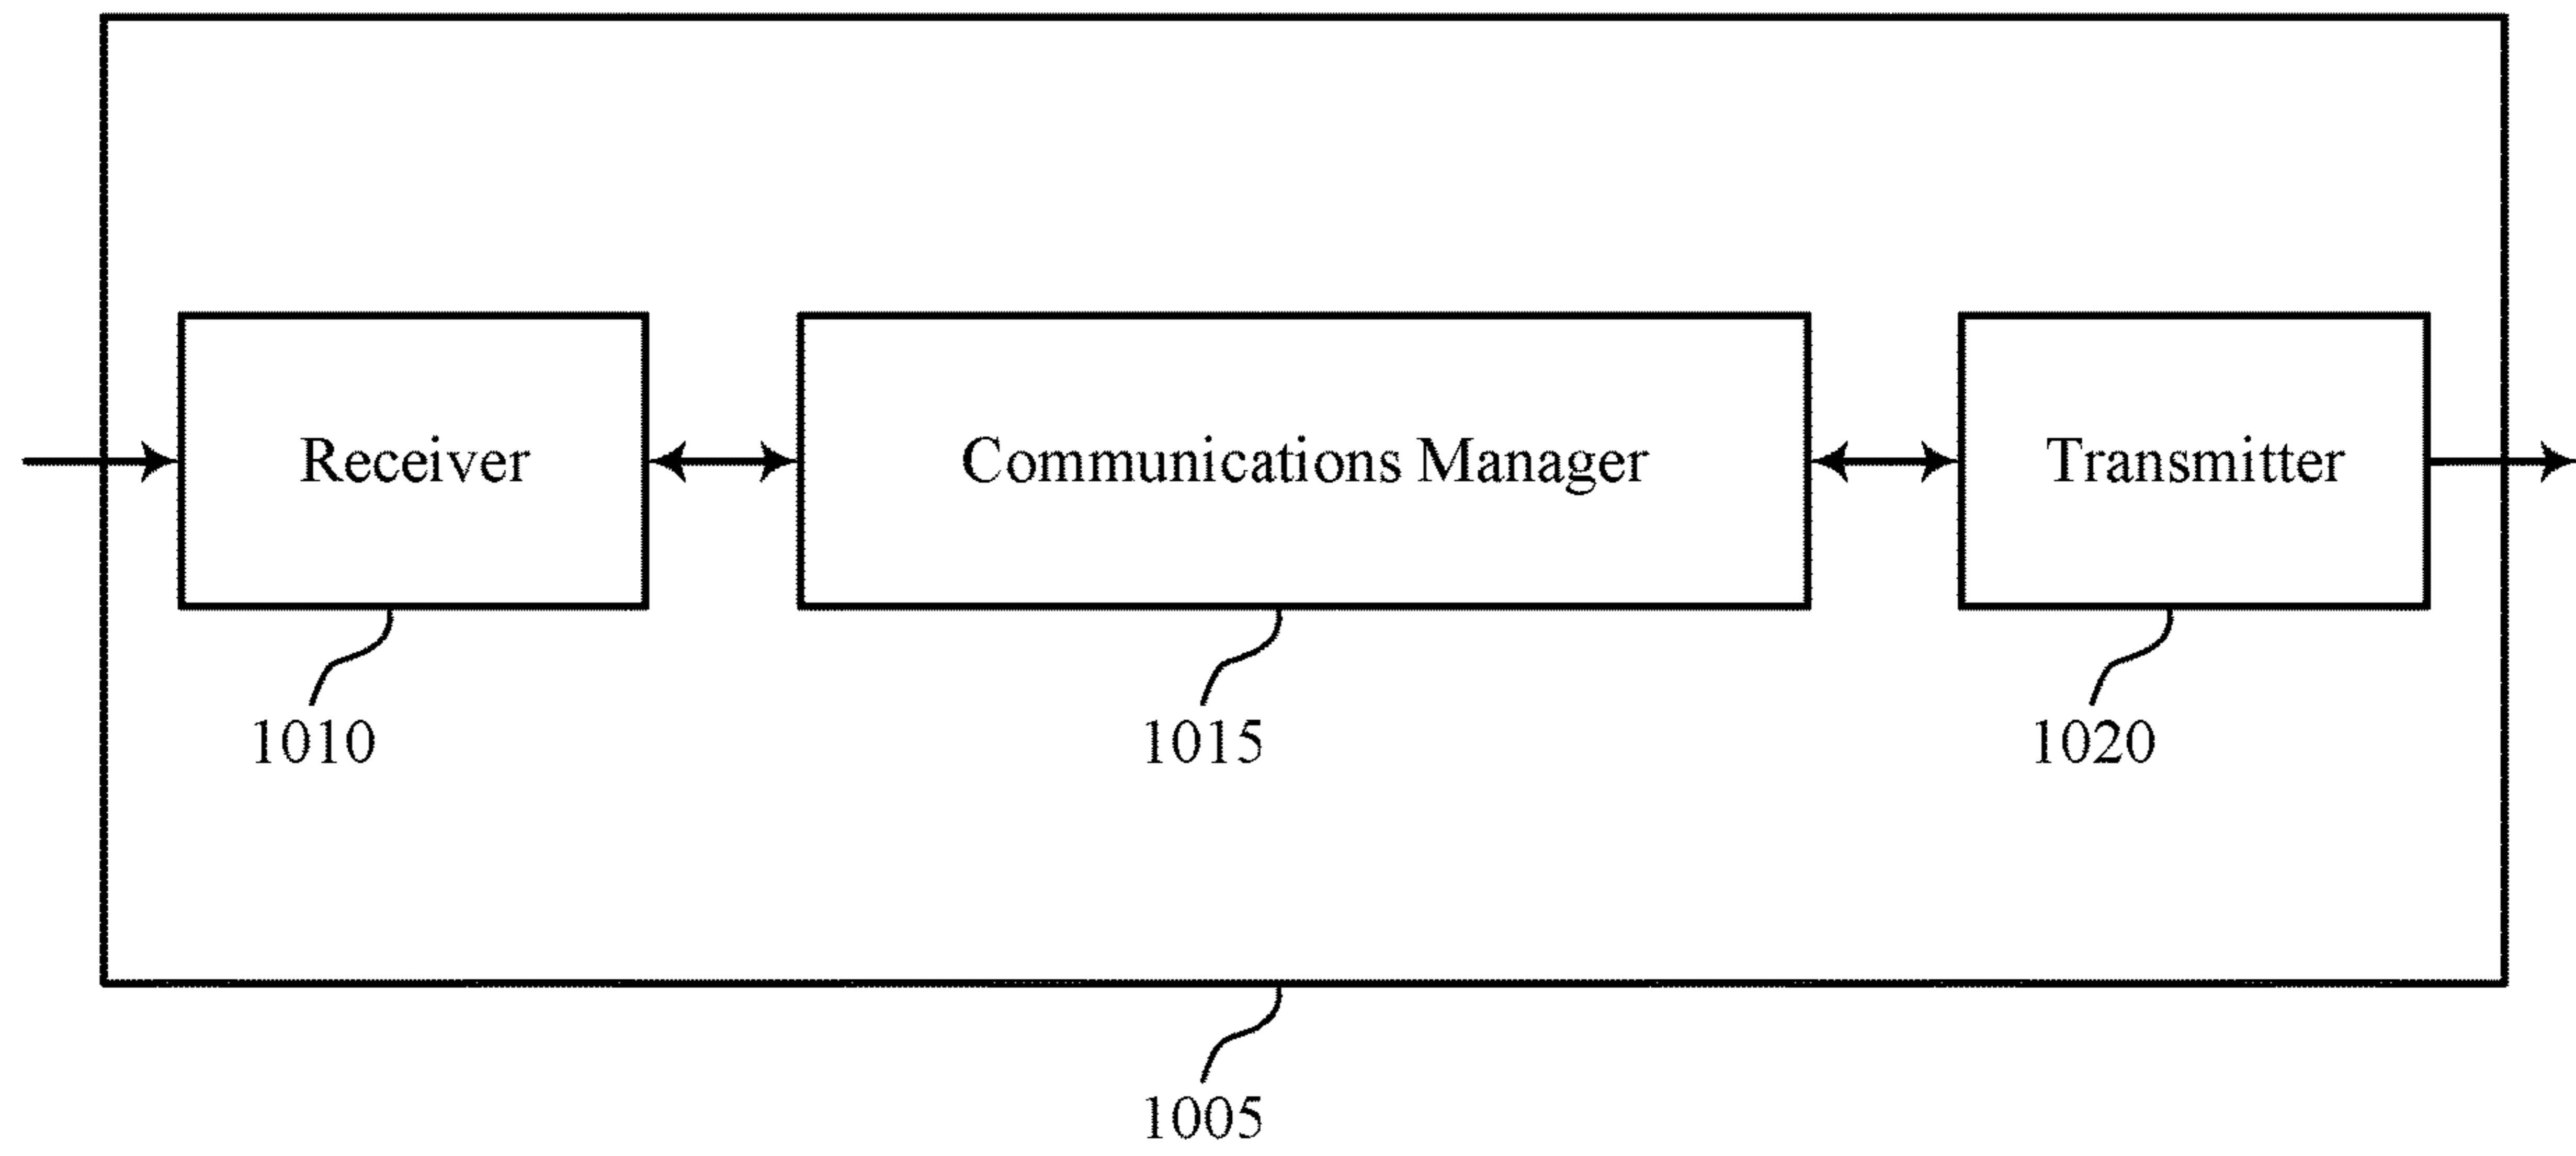 Receiver
Communications Manager
Transmitter
1010
1015
1020
1005